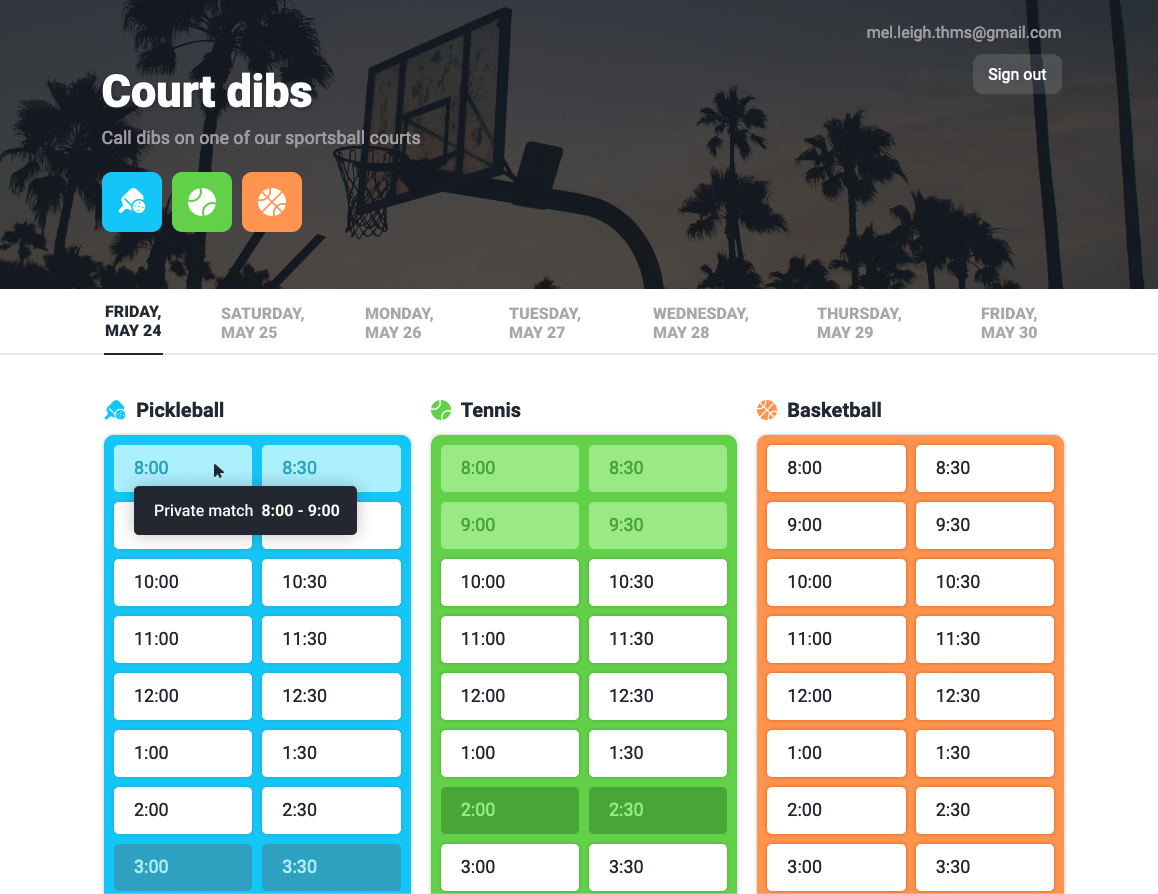 mel.leigh.thms@gmail.com
Sign out
Court dibs
Call dibs on one of our sportsball courts
FRIDAY,
MAY 24
SATURDAY,
MAY 25
MONDAY,
MAY 26
TUESDAY,
MAY 27
WEDNESDAY,
MAY 28
THURSDAY,
MAY 29
FRIDAY,
MAY 30
Pickleball
8:00 8:30
Private match 8:00 - 9:00
10:00 10:30
11:00 11:30
12:00 12:30
1:00 1:30
2:00 2:30
3:00 3:30
Tennis
8:00 8:30
9:00 9:30
10:00 10:30
11:00 11:30
12:00 12:30
1:00 1:30
2:00 2:30
3:00 3:30
Basketball
8:00 8:30
9:00 9:30
10:00 10:30
11:00 11:30
12:00 12:30
1:00 1:30
2:00 2:30
3:00 3:30